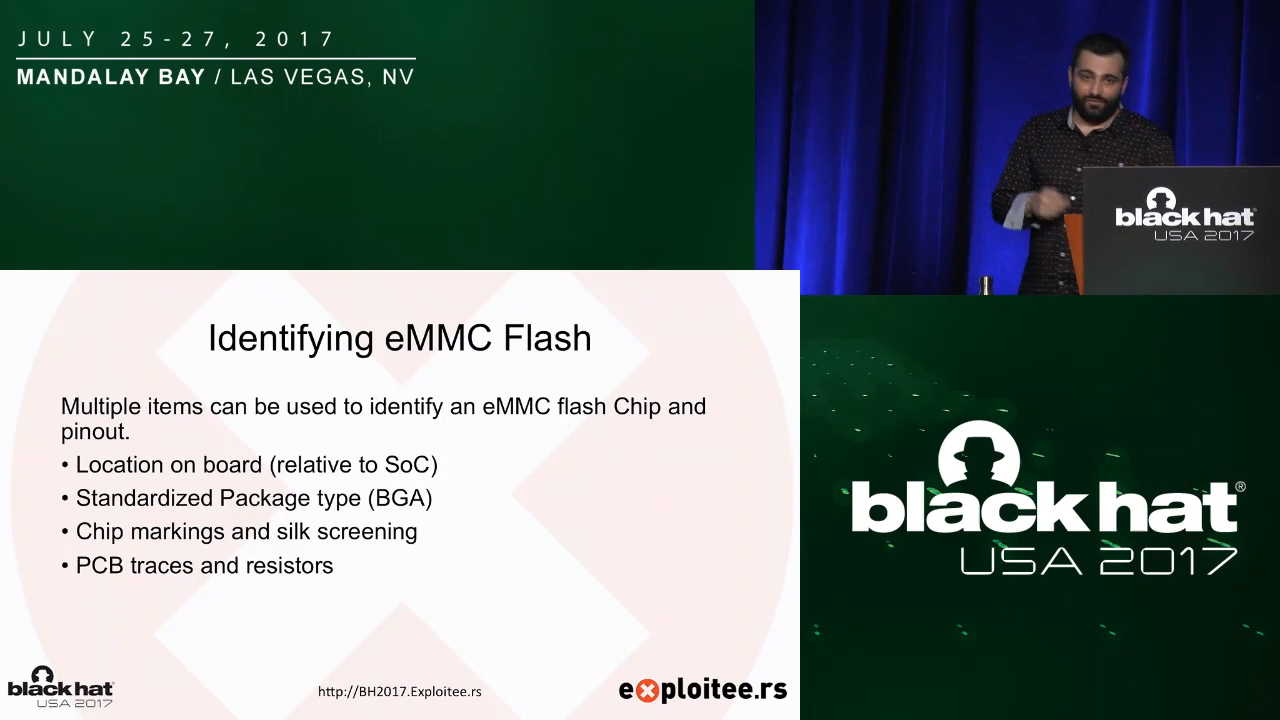 JULY 25-27, 2017
MANDALAY BAY / LAS VEGAS, NV
black hat®
USA 2017
Identifying eMMC Flash
Multiple items can be used to identify an eMMC flash Chip and
pinout.
• Location on board (relative to SoC)
• Standardized Package type (BGA)
• Chip markings and silk screening
• PCB traces and resistors
black hat®
USA 2017
black hat
USA 2017
http://BH2017.Exploitee.rs
exploitee.rs